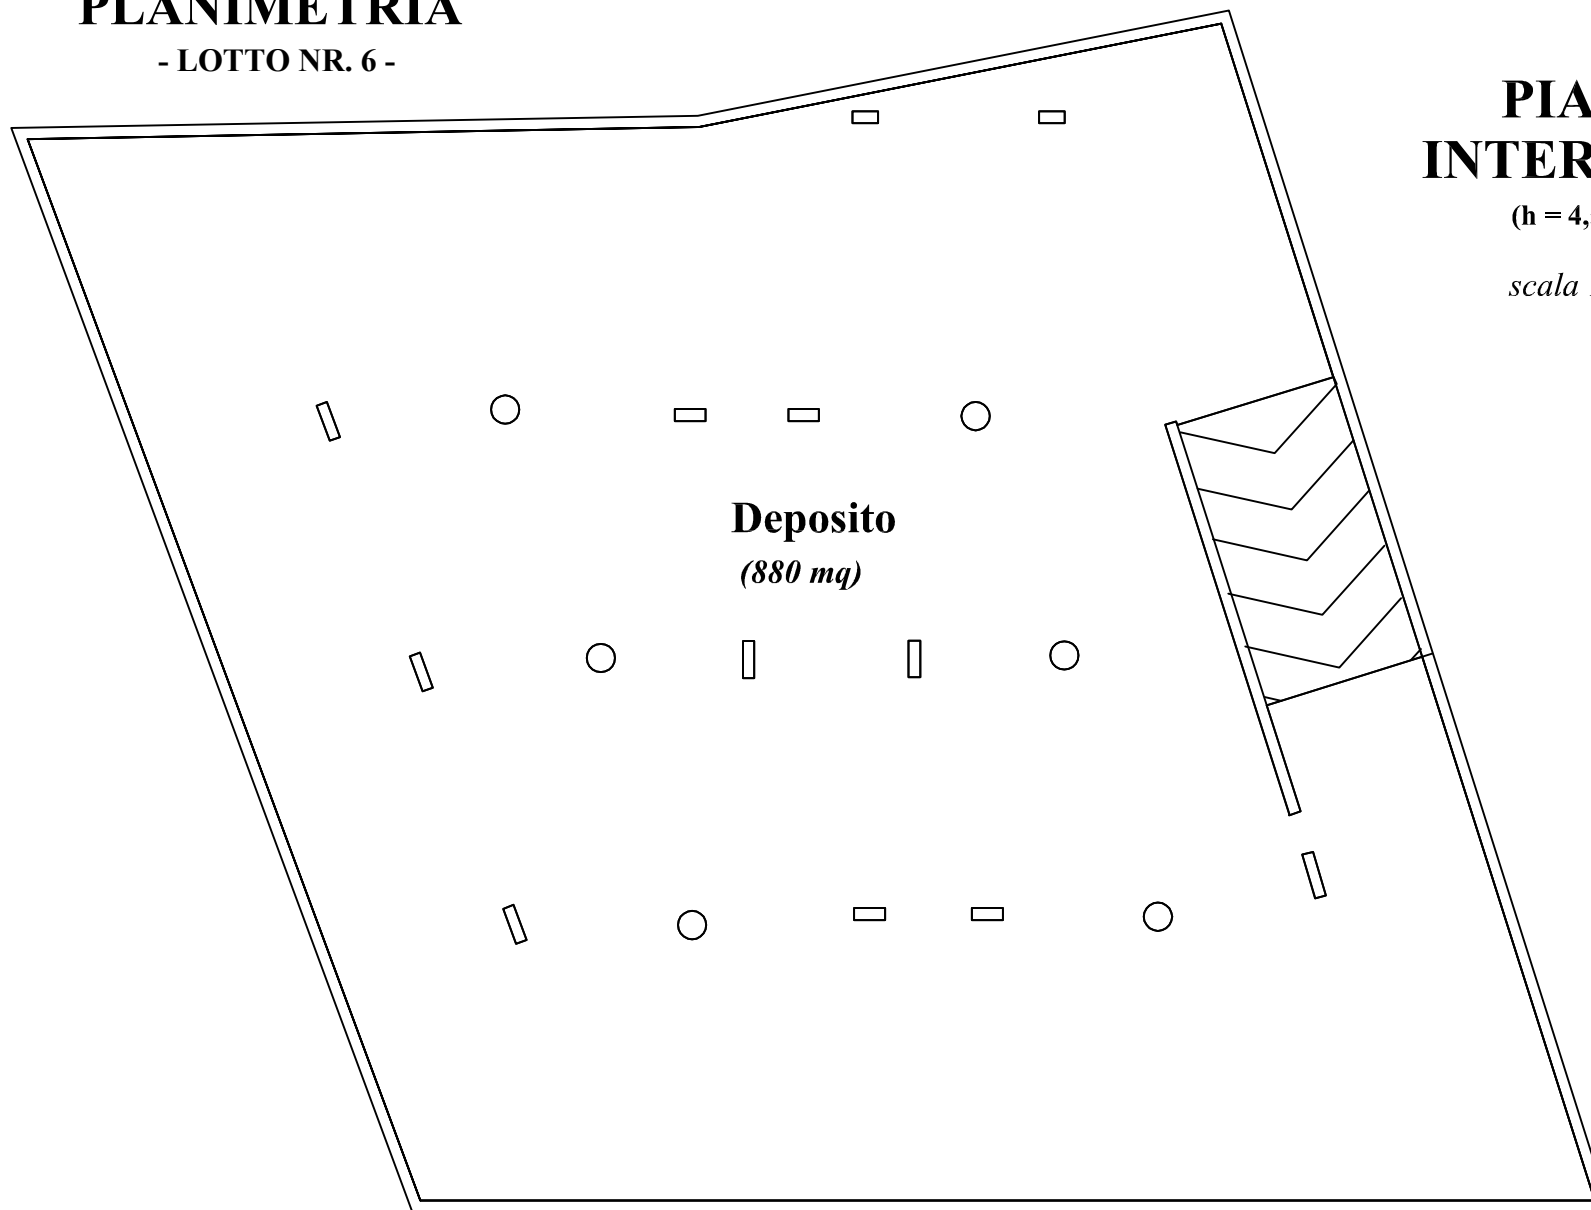 PLANIMETRIA
- LOTTO NR. 6 -
PIA
INTER
(h = 4,
scala
Deposito
(880 mq)